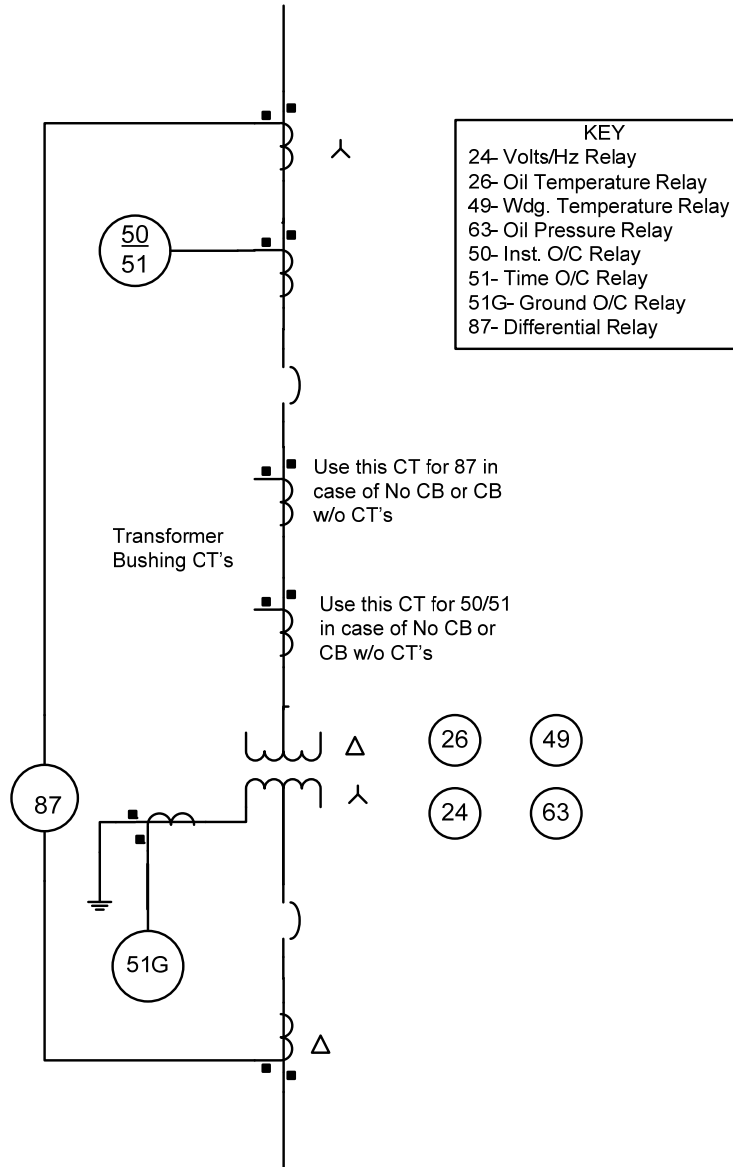 KEY
24- Volts/Hz Relay
26- Oil Temperature Relay
49- Wdg. Temperature Relay
63- Oil Pressure Relay
50- Inst. O/C Relay
51- Time O/C Relay
51G- Ground O/C Relay
87- Differential Relay
50
51
Use this CT for 87 in
case of No CB or CB
w/o CT's
Transformer
Bushing CT's
Use this CT for 50/51
in case of No CB or
CB w/o CT's
26
49
87
24
63
51G